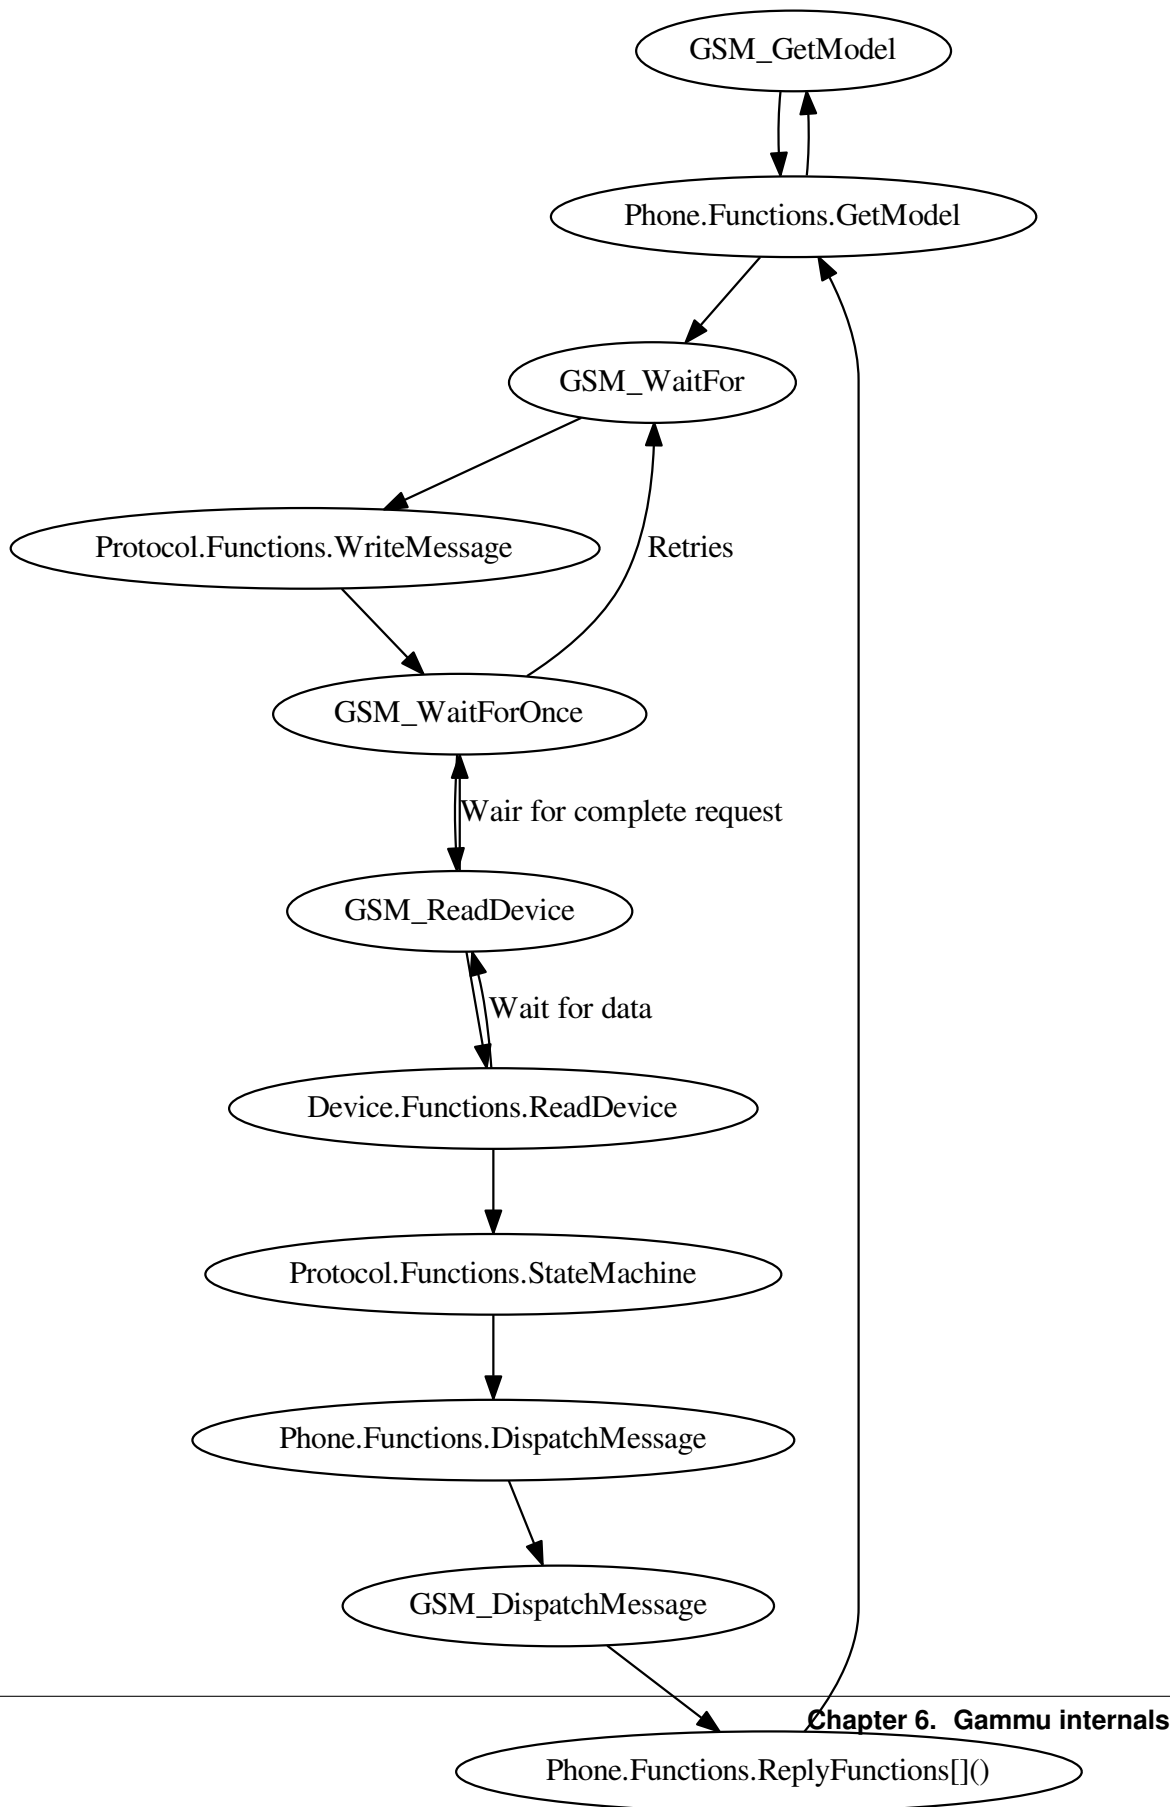 GSM_GetModel
Phone.Functions.GetModel
GSM_WaitFor
Protocol.Functions.WriteMessage
Retries
GSM_WaitForOnce
Wair for complete request
GSM_ReadDevice
Wait for data
Device.Functions.ReadDevice
Protocol.Functions.StateMachine
Phone.Functions.DispatchMessage
GSM_DispatchMessage
Chapter 6. Gammu internals
Phone.Functions.ReplyFunctions[]()